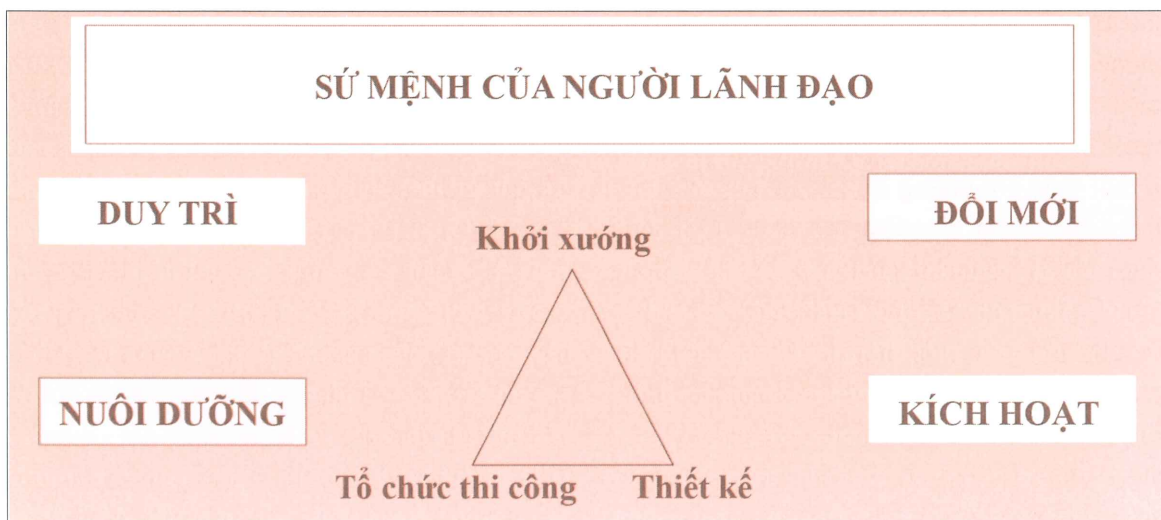 SỨ MỆNH CỦA NGƯỜI LÃNH ĐẠO
DUY TRÌ
ĐỔI MỚI
Khởi xướng
NUÔI DƯỠNG
KÍCH HOẠT
Tổ chức thi công
Thiết kế